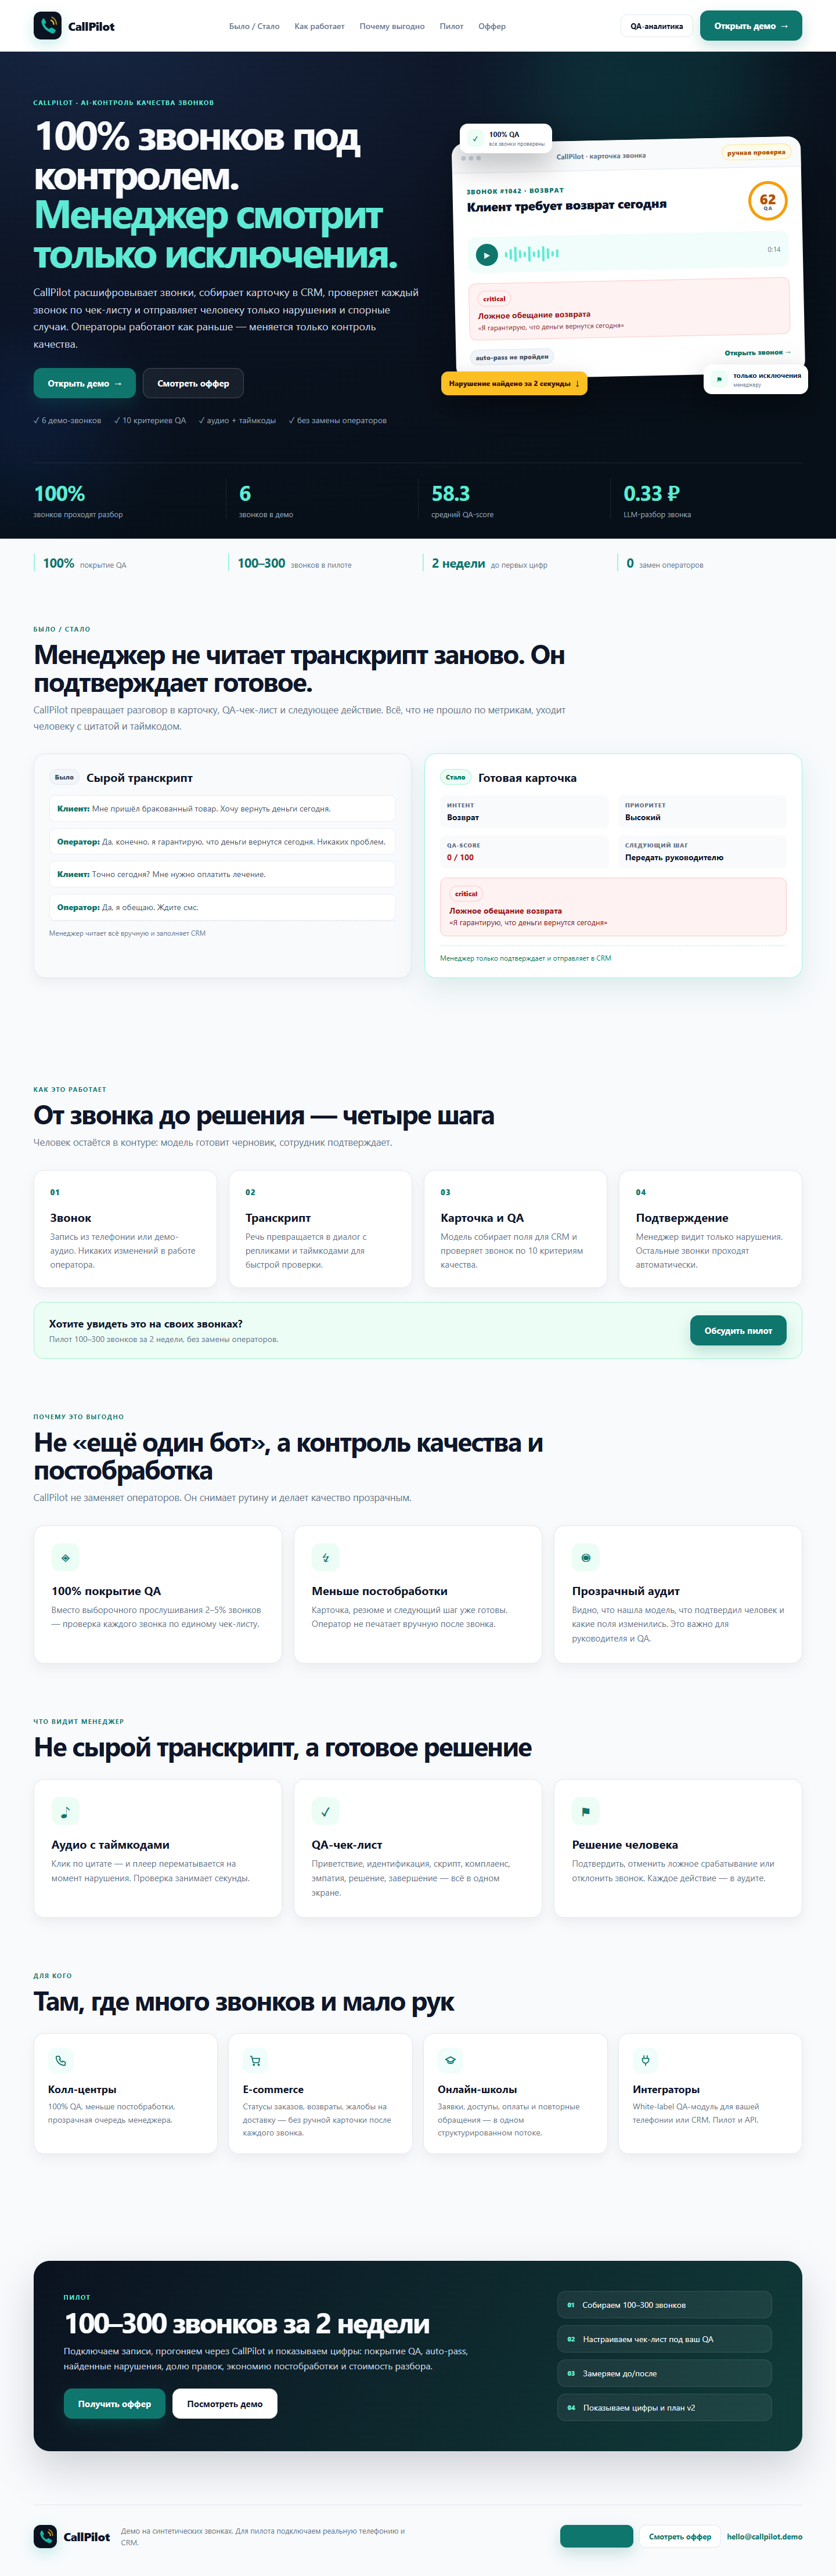 CallPilot
Было / Стало
Как работает
Почему выгодно
Пилот
Оффер
QA-аналитика
Открыть демо →
CALLPILOT · AI-КОНТРОЛЬ КАЧЕСТВА ЗВОНКОВ
100% звонков под
контролем.
Менеджер смотрит
только исключения.
CallPilot расшифровывает звонки, собирает карточку в CRM, проверяет каждый
звонок по чек-листу и отправляет человеку только нарушения и спорные
случаи. Операторы работают как раньше — меняется только контроль
качества.
Открыть демо →
Смотреть оффер
✓ 6 демо-звонков
✓ 10 критериев QA
✓ аудио + таймкоды
✓ без замены операторов
✓
100% QA
все звонки проверены
CallPilot · карточка звонка
ручная проверка
ЗВОНОК #1042 · ВОЗВРАТ
Клиент требует возврат сегодня
62
QA
0:14
critical
Ложное обещание возврата
«Я гарантирую, что деньги вернутся сегодня»
auto-pass не пройден
Открыть звонок →
Нарушение найдено за 2 секунды ↓
только исключения
менеджеру
100%
звонков проходят разбор
6
звонков в демо
58.3
средний QA-score
0.33 ₽
LLM-разбор звонка
100% покрытие QA
100–300 звонков в пилоте
2 недели до первых цифр
0 замен операторов
БЫЛО / СТАЛО
Менеджер не читает транскрипт заново. Он
подтверждает готовое.
CallPilot превращает разговор в карточку, QA-чек-лист и следующее действие. Всё, что не прошло по метрикам, уходит
человеку с цитатой и таймкодом.
Было
Сырой транскрипт
Клиент: Мне пришёл бракованный товар. Хочу вернуть деньги сегодня.
Оператор: Да, конечно, я гарантирую, что деньги вернутся сегодня. Никаких проблем.
Клиент: Точно сегодня? Мне нужно оплатить лечение.
Оператор: Да, я обещаю. Ждите смс.
Менеджер читает всё вручную и заполняет CRM
Стало
Готовая карточка
ИНТЕНТ
Возврат
ПРИОРИТЕТ
Высокий
QA-SCORE
0 / 100
СЛЕДУЮЩИЙ ШАГ
Передать руководителю
critical
Ложное обещание возврата
«Я гарантирую, что деньги вернутся сегодня»
Менеджер только подтверждает и отправляет в CRM
КАК ЭТО РАБОТАЕТ
От звонка до решения — четыре шага
Человек остаётся в контуре: модель готовит черновик, сотрудник подтверждает.
01
Звонок
Запись из телефонии или демо-
аудио. Никаких изменений в работе
оператора.
02
Транскрипт
Речь превращается в диалог с
репликами и таймкодами для
быстрой проверки.
03
Карточка и QA
Модель собирает поля для CRM и
проверяет звонок по 10 критериям
качества.
04
Подтверждение
Менеджер видит только нарушения.
Остальные звонки проходят
автоматически.
Хотите увидеть это на своих звонках?
Пилот 100–300 звонков за 2 недели, без замены операторов.
Обсудить пилот
ПОЧЕМУ ЭТО ВЫГОДНО
Не «ещё один бот», а контроль качества и
постобработка
CallPilot не заменяет операторов. Он снимает рутину и делает качество прозрачным.
100% покрытие QA
Вместо выборочного прослушивания 2–5% звонков
— проверка каждого звонка по единому чек-листу.
Меньше постобработки
Карточка, резюме и следующий шаг уже готовы.
Оператор не печатает вручную после звонка.
Прозрачный аудит
Видно, что нашла модель, что подтвердил человек и
какие поля изменились. Это важно для
руководителя и QA.
ЧТО ВИДИТ МЕНЕДЖЕР
Не сырой транскрипт, а готовое решение
Аудио с таймкодами
Клик по цитате — и плеер перематывается на
момент нарушения. Проверка занимает секунды.
✓
QA-чек-лист
Приветствие, идентификация, скрипт, комплаенс,
эмпатия, решение, завершение — всё в одном
экране.
Решение человека
Подтвердить, отменить ложное срабатывание или
отклонить звонок. Каждое действие — в аудите.
ДЛЯ КОГО
Там, где много звонков и мало рук
Колл-центры
100% QA, меньше постобработки,
прозрачная очередь менеджера.
E-commerce
Статусы заказов, возвраты, жалобы на
доставку — без ручной карточки после
каждого звонка.
Онлайн-школы
Заявки, доступы, оплаты и повторные
обращения — в одном
структурированном потоке.
Интеграторы
White-label QA-модуль для вашей
телефонии или CRM. Пилот и API.
ПИЛОТ
100–300 звонков за 2 недели
Подключаем записи, прогоняем через CallPilot и показываем цифры: покрытие QA, auto-pass,
найденные нарушения, долю правок, экономию постобработки и стоимость разбора.
Получить оффер
Посмотреть демо
01 Собираем 100–300 звонков
02 Настраиваем чек-лист под ваш QA
03 Замеряем до/после
04 Показываем цифры и план v2
CallPilot
Демо на синтетических звонках. Для пилота подключаем реальную телефонию и
CRM.
Смотреть оффер
hello@callpilot.demo